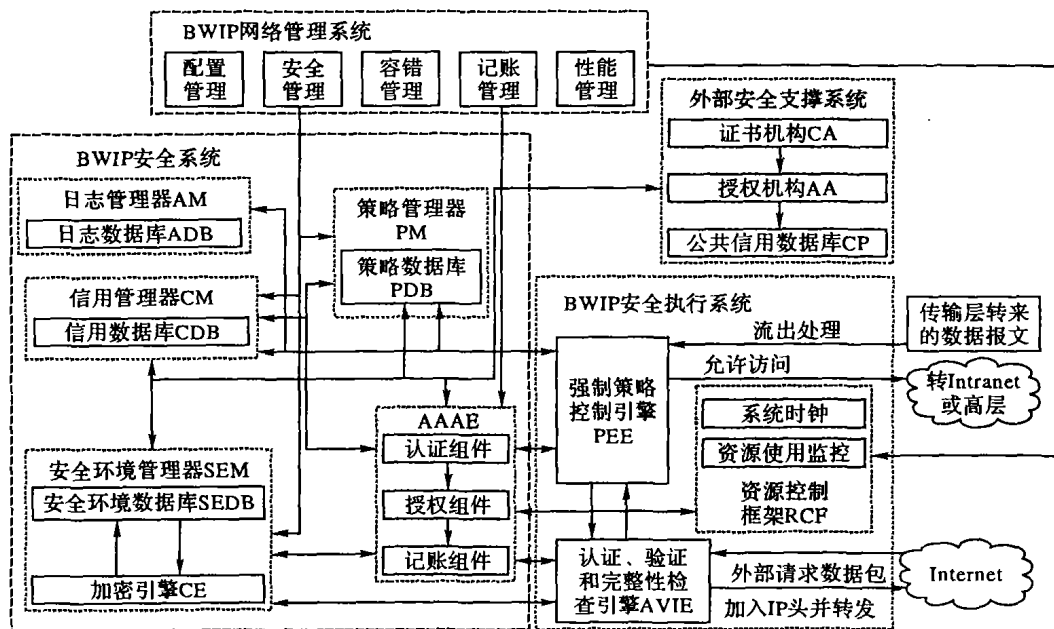 BWIP网络管理系统
配置
管理
安全
管理
容错
管理
记账
管理
性能
管理
外部安全支撑系统
证书机构CA
授权机构AA
公共信用数据库CP
BWIP安全系统
日志管理器AM
日志数据库ADB
策略管理器
PM
策略数据库
PDB
信用管理器CM
信用数据库CDB
AAAE
认证组件
授权组件
记账组件
安全环境管理器SEM
安全环境数据库SEDB
加密引擎CE
BWIP安全执行系统
流出处理
传输层转来
的数据报文
允许访问
转Intranet
或高层
强制策略
控制引擎
PEE
系统时钟
资源使用监控
资源控制
框架RCF
认证、验证
和完整性检
查引擎AVIE
外部请求数据包
加入IP头并转发
Internet